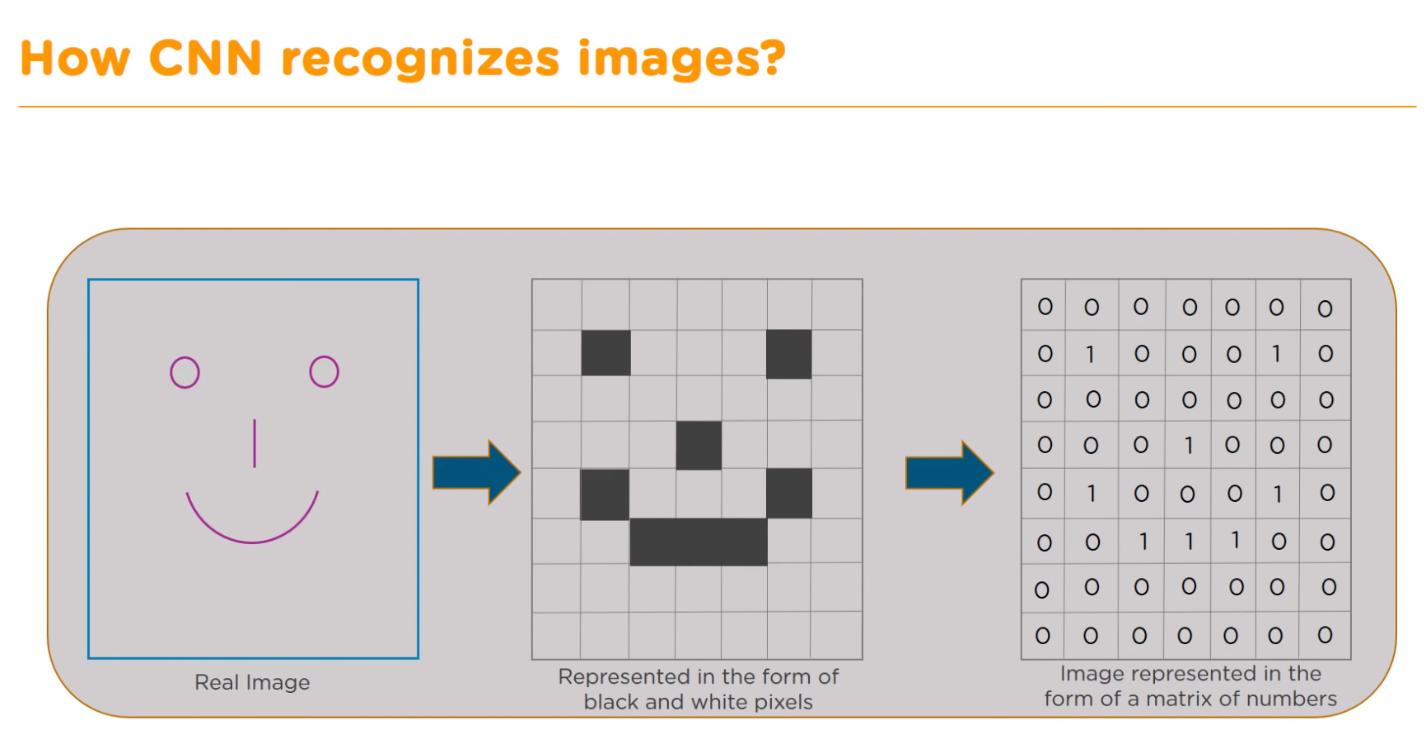 How CNN recognizes images?
Real Image
Represented in the form of
black and white pixels
0 0 0 0 0 0 0
0 1 0 0 0 1 0
0 0 0 0 0 0 0
0 0 0 1 0 0 0
0 1 0 0 0 1 0
0 0 1 1 1 0 0
0 0 0 0 0 0 0
0 0 0 0 0 0 0
Image represented in the
form of a matrix of numbers